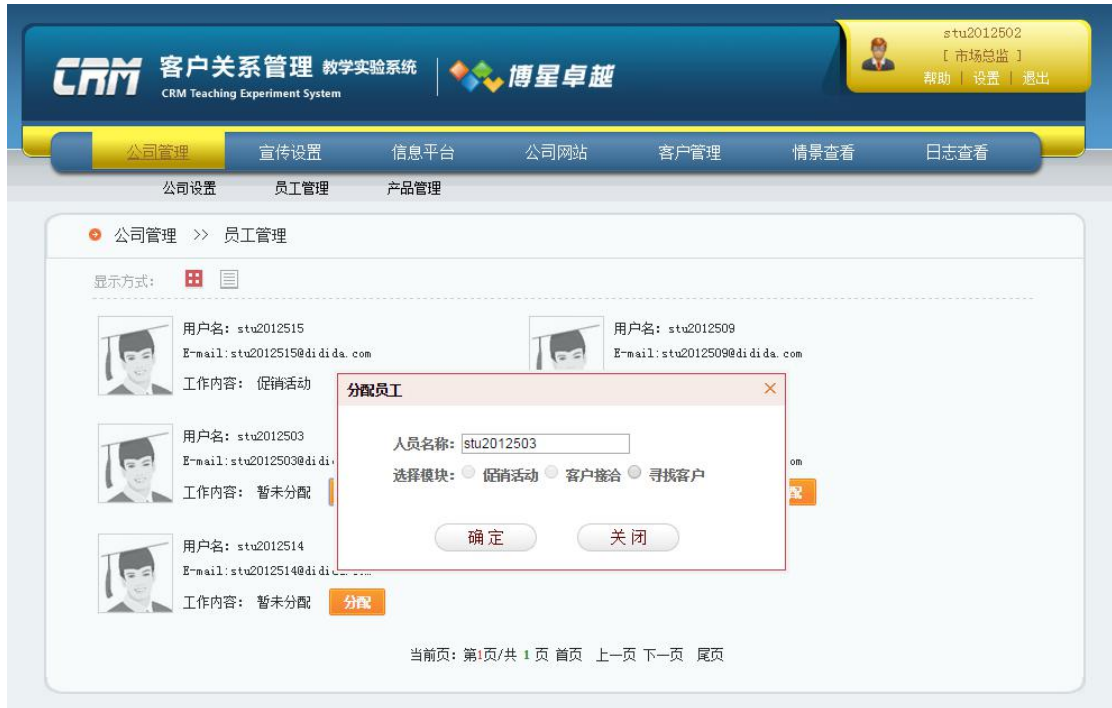 stu2012502
[ 市场总监 ]
帮助 | 设置 | 退出
CRM 客户关系管理 教学实验系统 | 博星卓越
CRM Teaching Experiment System
公司管理 宣传设置 信息平台 公司网站 客户管理 情景查看 日志查看
公司设置 员工管理 产品管理
公司管理 >> 员工管理
显示方式:
用户名: stu2012515
E-mail:stu2012515@didida.com
工作内容: 促销活动
用户名: stu2012509
E-mail:stu2012509@didida.com
分配员工 ×
人员名称: stu2012503
选择模块: 促销活动 客户接洽 寻找客户
确定 关闭
用户名: stu2012503
E-mail:stu2012503@didi
工作内容: 暂未分配
om
配
用户名: stu2012514
E-mail:stu2012514@didi
工作内容: 暂未分配 分配
当前页: 第1页/共 1 页 首页 上一页 下一页 尾页